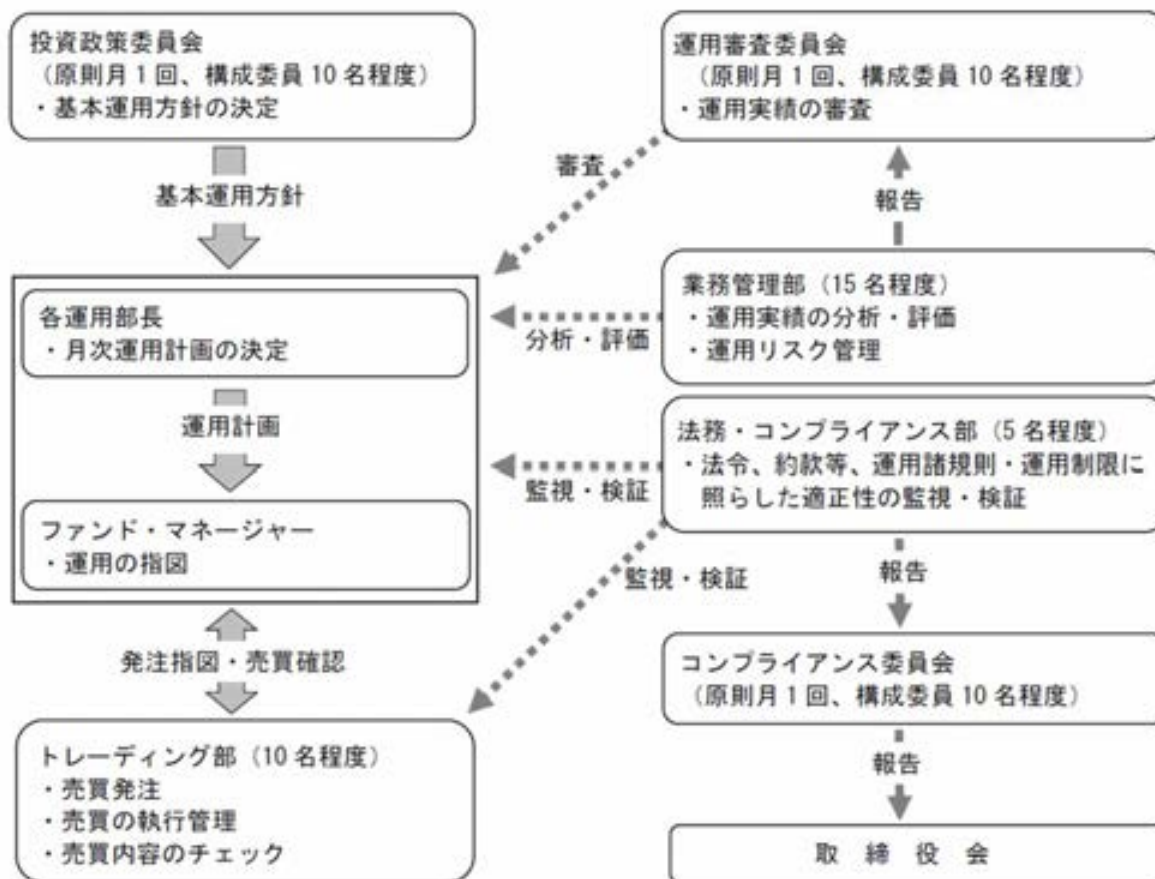 投資政策委員会
（原則月1回、構成委員10名程度）
・基本運用方針の決定
基本運用方針
各運用部長
・月次運用計画の決定
運用計画
ファンド・マネージャー
・運用の指図
発注指図・売買確認
トレーディング部（10名程度）
・売買発注
・売買の執行管理
・売買内容のチェック
運用審査委員会
（原則月1回、構成委員10名程度）
・運用実績の審査
審査
報告
業務管理部（15名程度）
・運用実績の分析・評価
・運用リスク管理
分析・評価
法務・コンプライアンス部（5名程度）
・法令、約款等、運用諸規則・運用制限に
照らした適正性の監視・検証
監視・検証
監視・検証
報告
コンプライアンス委員会
（原則月1回、構成委員10名程度）
報告
取　締　役　会